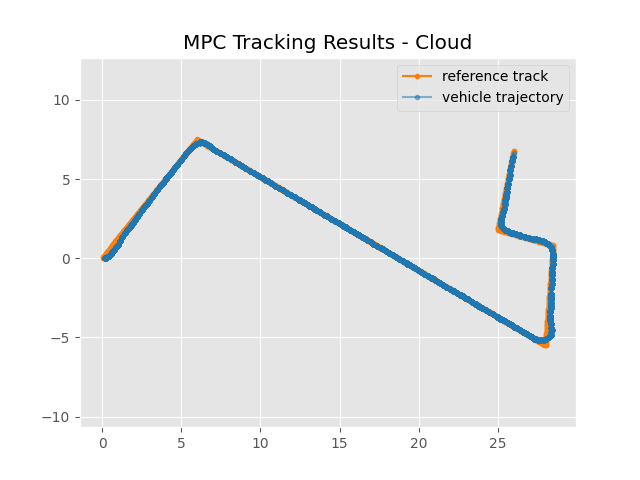 MPC Tracking Results - Cloud
reference track
vehicle trajectory
10
5
0
−5
−10
0 5 10 15 20 25